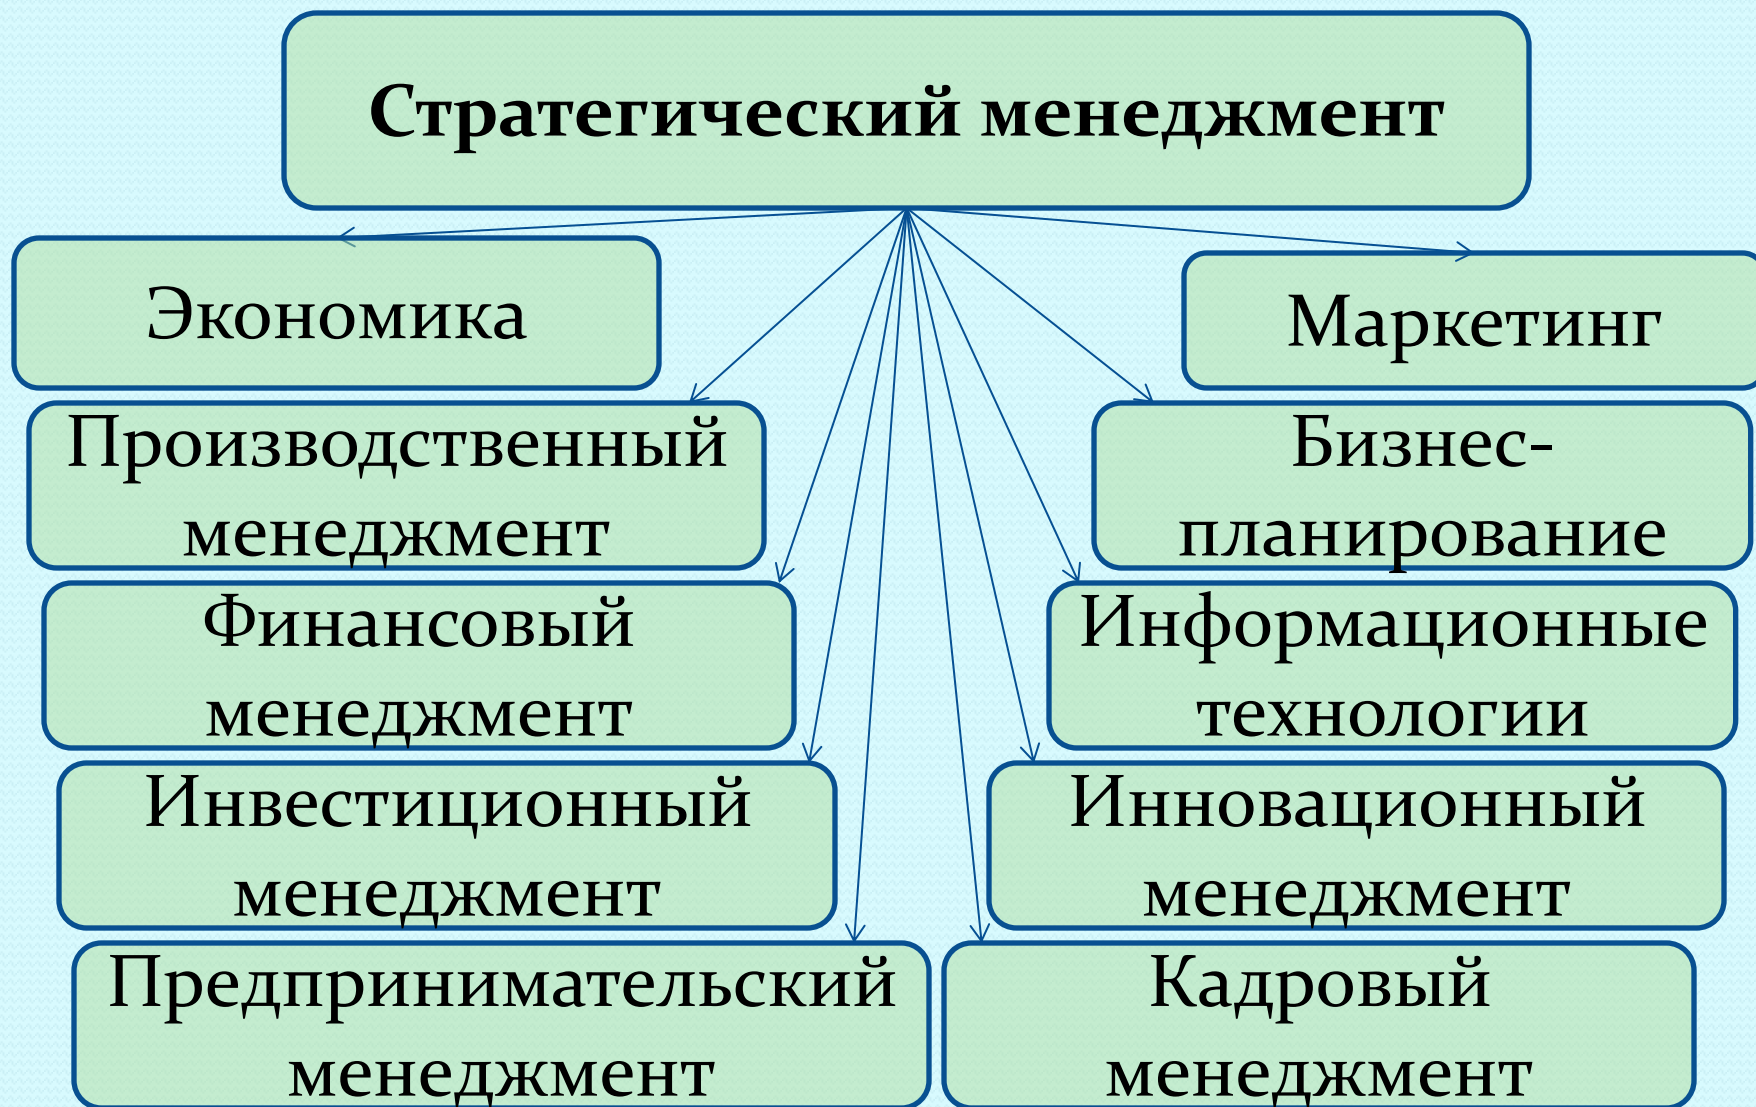 Стратегический менеджмент
Экономика
Маркетинг
Производственный
менеджмент
Бизнес-
планирование
Финансовый
менеджмент
Информационные
технологии
Инвестиционный
менеджмент
Инновационный
менеджмент
Предпринимательский
менеджмент
Кадровый
менеджмент